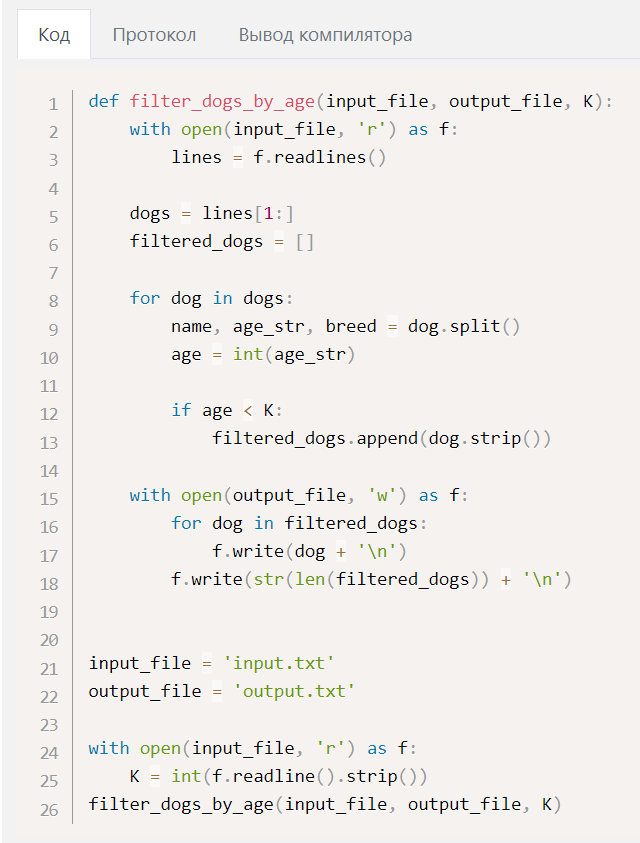 Код Протокол Вывод компилятора
1 def filter_dogs_by_age(input_file, output_file, K):
2     with open(input_file, 'r') as f:
3         lines = f.readlines()
4
5     dogs = lines[1:]
6     filtered_dogs = []
7
8     for dog in dogs:
9         name, age_str, breed = dog.split()
10         age = int(age_str)
11
12         if age < K:
13             filtered_dogs.append(dog.strip())
14
15     with open(output_file, 'w') as f:
16         for dog in filtered_dogs:
17             f.write(dog + '\n')
18         f.write(str(len(filtered_dogs)) + '\n')
19
20
21 input_file = 'input.txt'
22 output_file = 'output.txt'
23
24 with open(input_file, 'r') as f:
25     K = int(f.readline().strip())
26 filter_dogs_by_age(input_file, output_file, K)